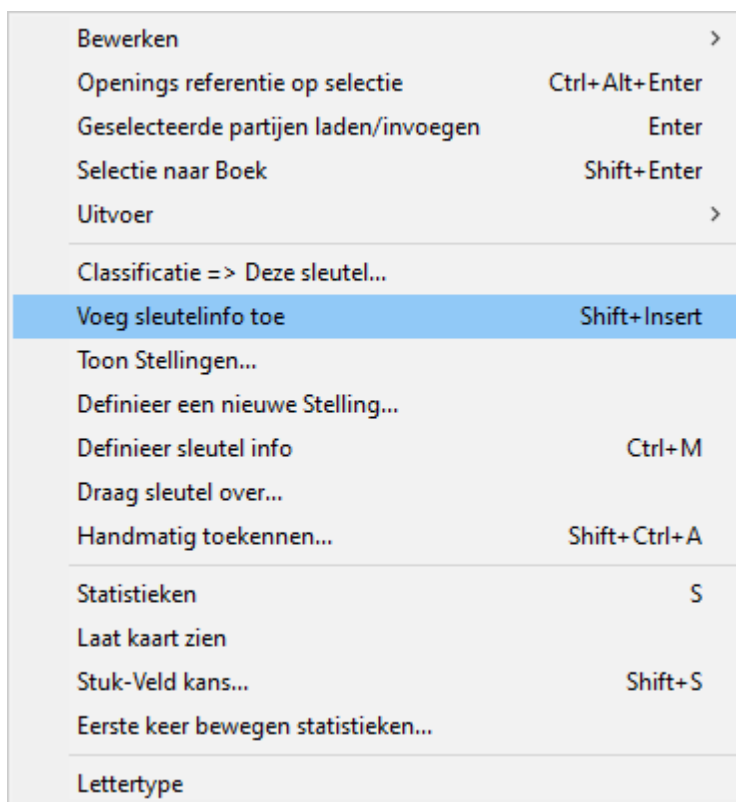 Bewerken >
Openings referentie op selectie Ctrl+Alt+Enter
Geselecteerde partijen laden/invoegen Enter
Selectie naar Boek Shift+Enter
Uitvoer >
Classificatie => Deze sleutel...
Voeg sleutelinfo toe Shift+Insert
Toon Stellingen...
Definieer een nieuwe Stelling...
Definieer sleutel info Ctrl+M
Draag sleutel over...
Handmatig toekennen... Shift+Ctrl+A
Statistieken S
Laat kaart zien
Stuk-Veld kans... Shift+S
Eerste keer bewegen statistieken...
Lettertype